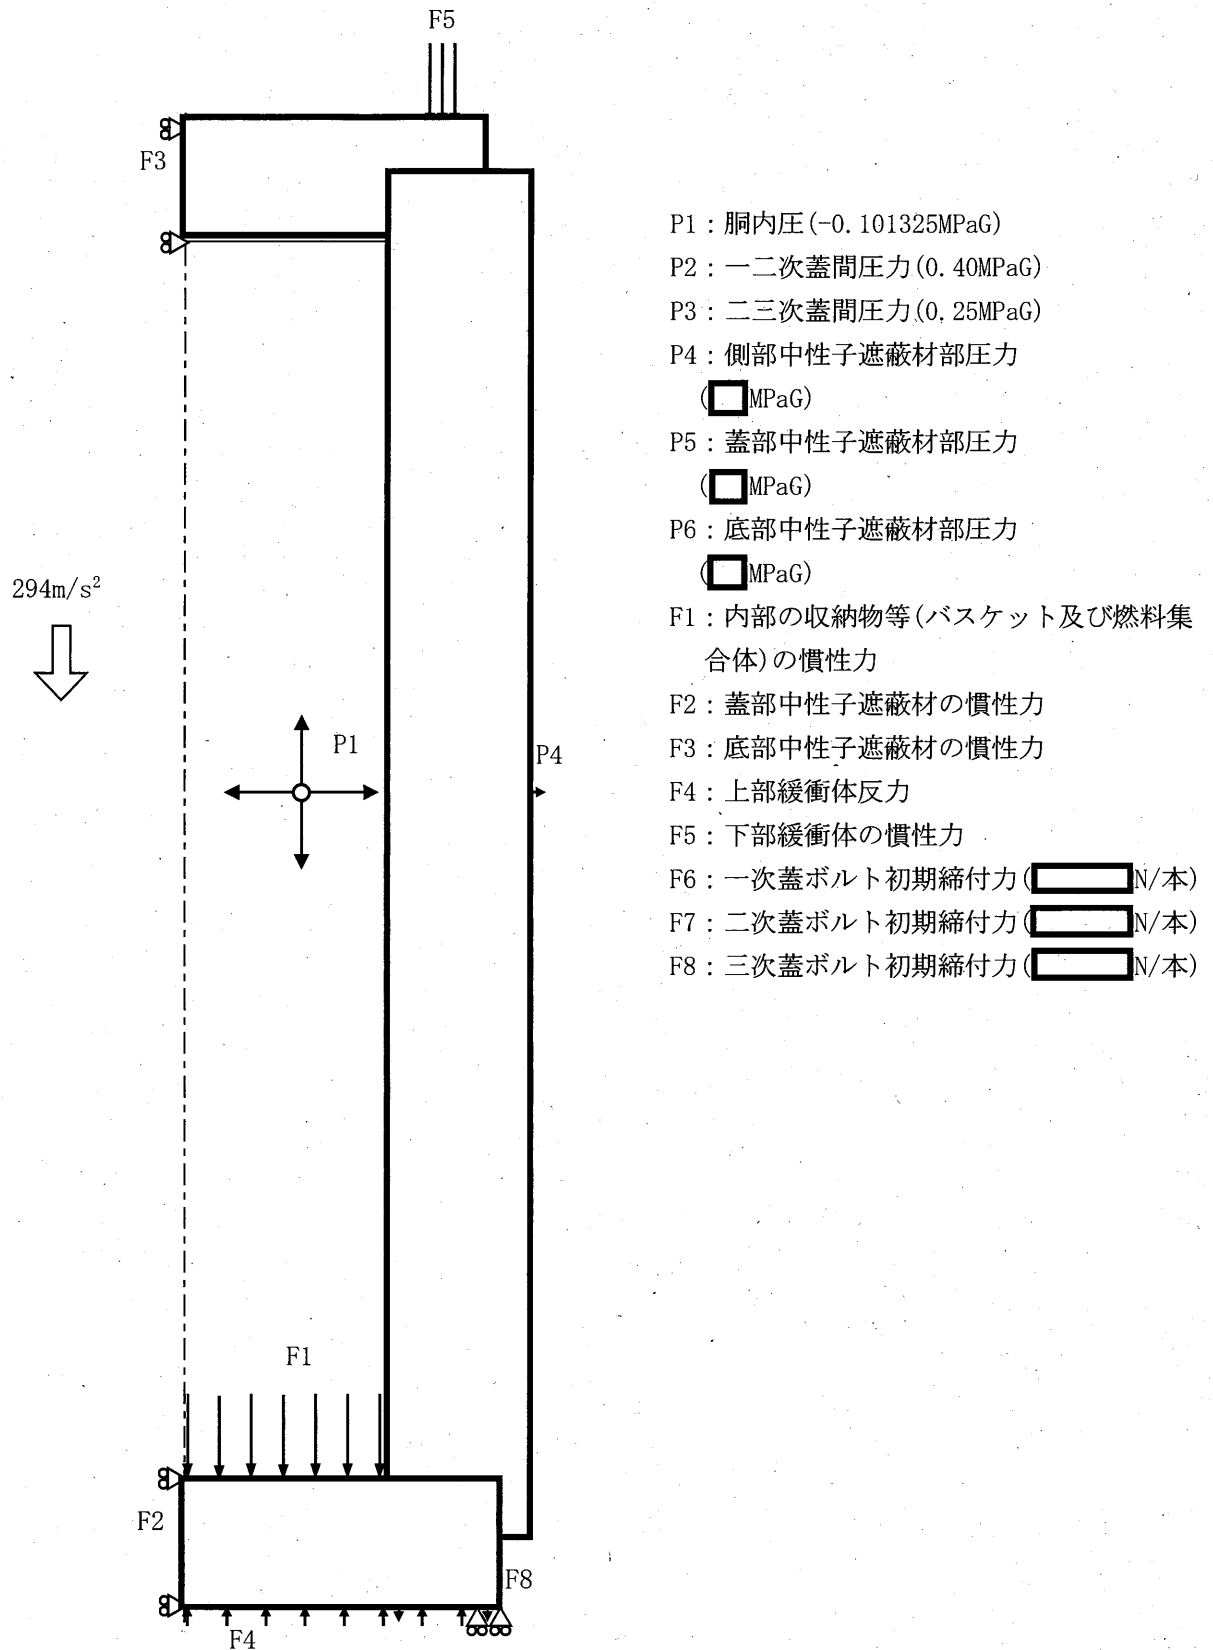 F5
F3
P1：胴内圧(-0.101325MPaG)
P2：一二次蓋間圧力(0.40MPaG)
P3：二三次蓋間圧力(0.25MPaG)
P4：側部中性子遮蔽材部圧力
( MPaG)
P5：蓋部中性子遮蔽材部圧力
( MPaG)
P6：底部中性子遮蔽材部圧力
( MPaG)
294m/s²
F1：内部の収納物等(バスケット及び燃料集
合体)の慣性力
F2：蓋部中性子遮蔽材の慣性力
F3：底部中性子遮蔽材の慣性力
F4：上部緩衝体反力
F5：下部緩衝体の慣性力
F6：一次蓋ボルト初期締付力( N/本)
F7：二次蓋ボルト初期締付力( N/本)
F8：三次蓋ボルト初期締付力( N/本)
P1
P4
F1
F2
F8
F4